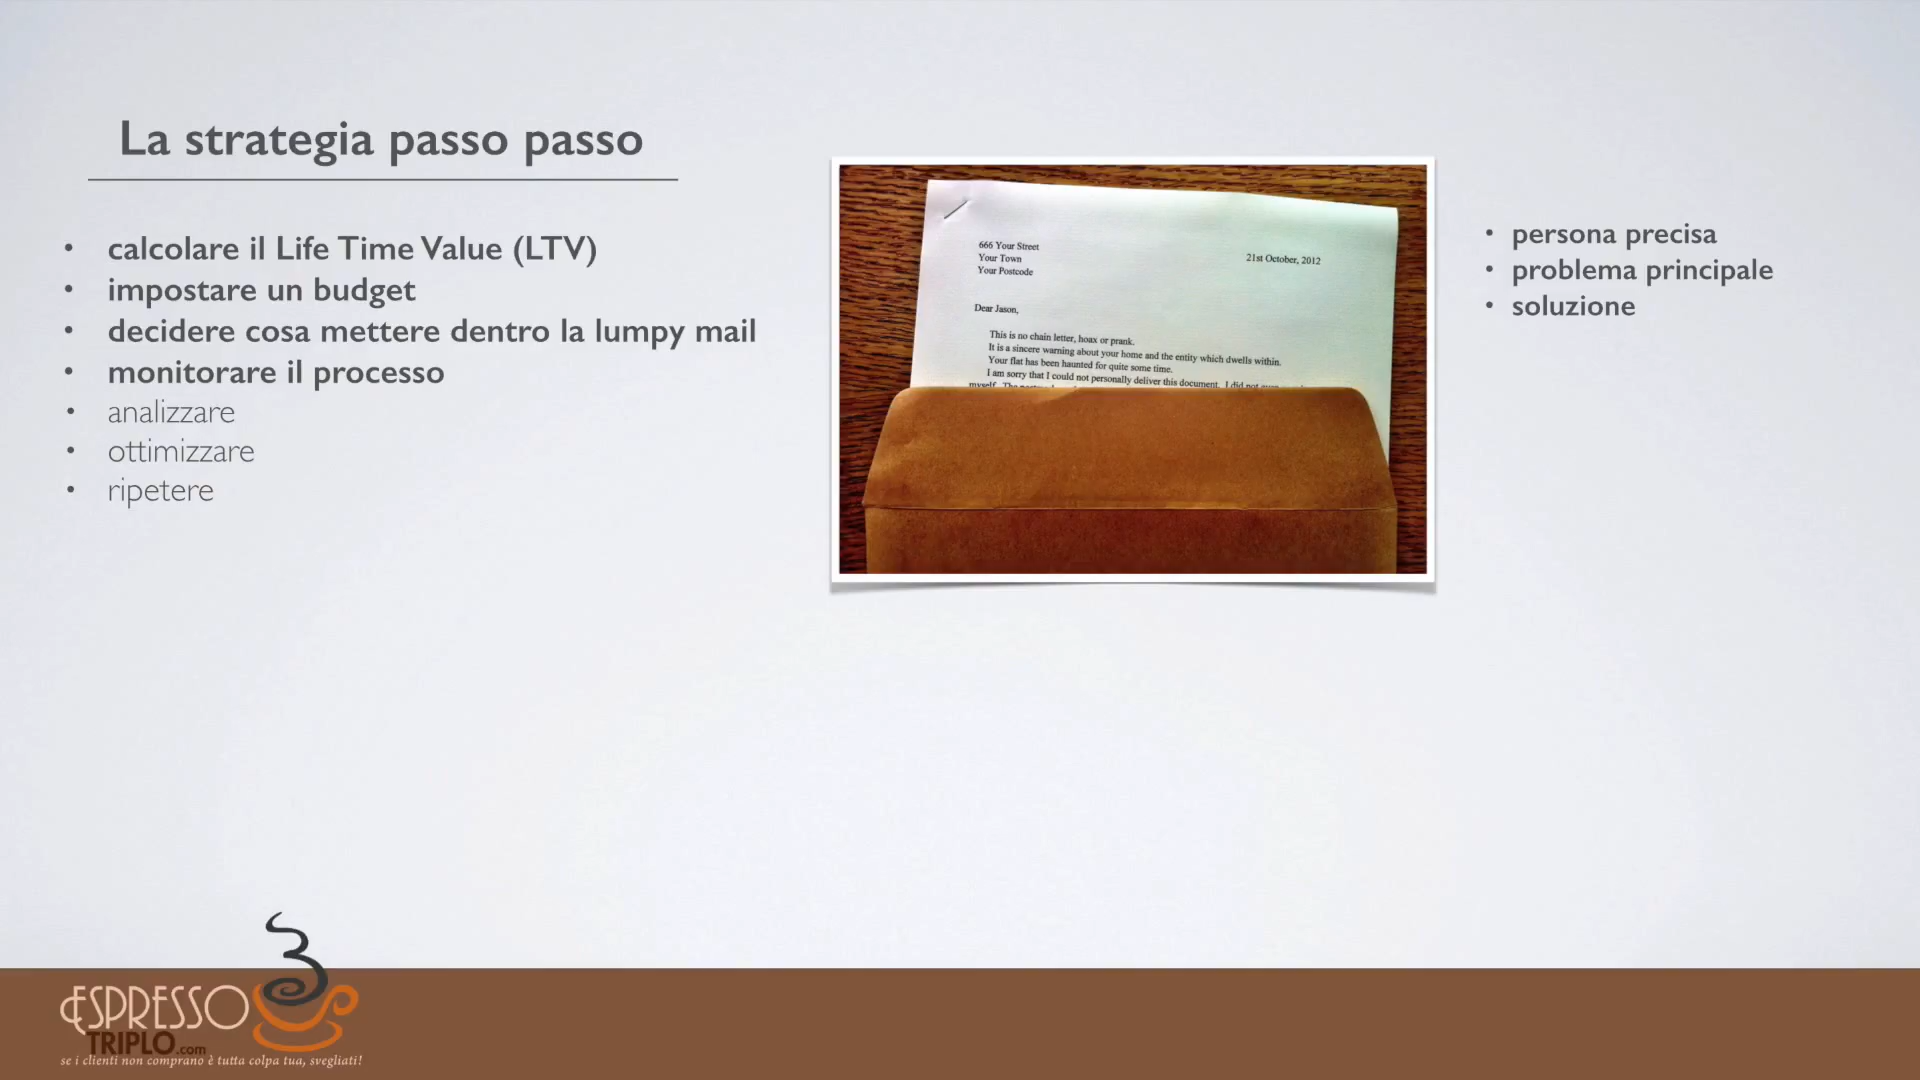 La strategia passo passo
• calcolare il Life Time Value (LTV)
• impostare un budget
• decidere cosa mettere dentro la lumpy mail
• monitorare il processo
• analizzare
• ottimizzare
• ripetere
666 Your Street
Your Town
Your Postcode
21st October, 2012
Dear Jason,
This is no chain letter, hoax or prank.
It is a sincere warning about your home and the entity which dwells within.
Your flat has been haunted for quite some time.
I am sorry that I could not personally deliver this document. I did not
myself. The
• persona precisa
• problema principale
• soluzione
ESPRESSO
TRIPLO.com
se i clienti non comprano è tutta colpa tua, svegliati!